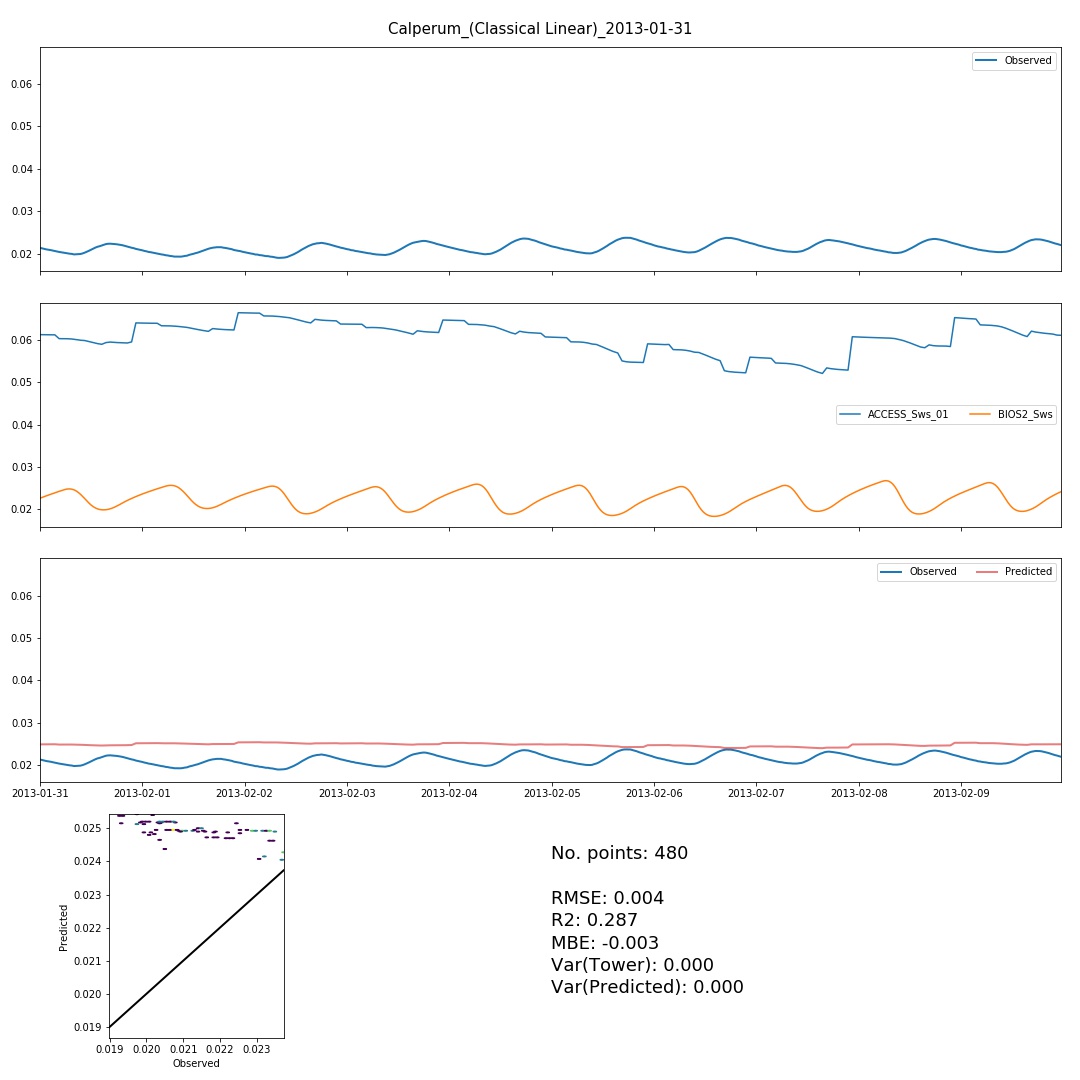 Calperum_(Classical Linear)_2013-01-31
Observed
0.06
0.05
0.04
0.03
0.02
0.06
0.05
0.04
0.03
0.02
ACCESS_Sws_01 BIOS2_Sws
Observed Predicted
0.06
0.05
0.04
0.03
0.02
2013-01-31 2013-02-01 2013-02-02 2013-02-03 2013-02-04 2013-02-05 2013-02-06 2013-02-07 2013-02-08 2013-02-09
0.025
0.024
0.023
0.022
0.021
0.020
0.019
Predicted
0.019 0.020 0.021 0.022 0.023
Observed
No. points: 480
RMSE: 0.004
R2: 0.287
MBE: -0.003
Var(Tower): 0.000
Var(Predicted): 0.000